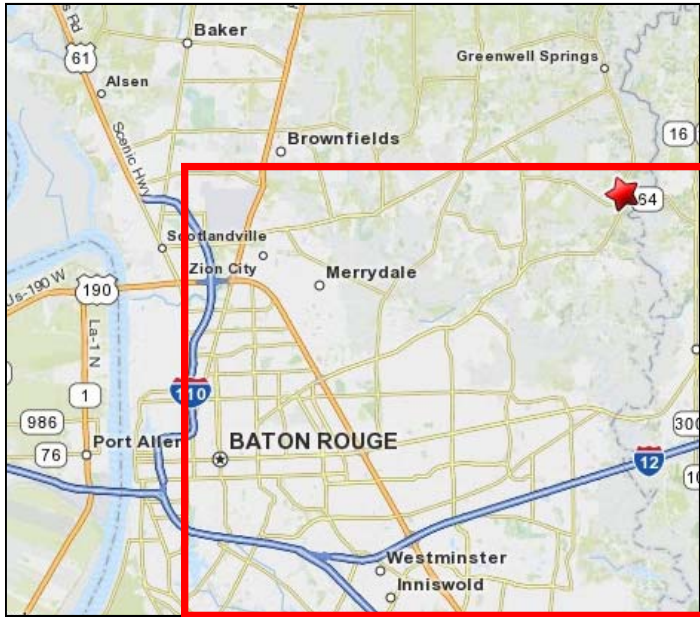 Rd
Baker
61
Greenwell Springs
Alsen
Scenic Hwy
16
Brownfields
64
Scotlandville
Zion City
Merrydale
Us-190 W
190
La-1 N
110
1
986
300
Port Allen
BATON ROUGE
76
12
Westminster
Inniswold